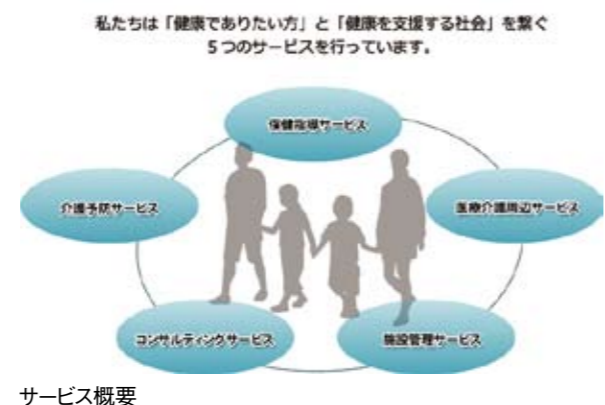 私たちは「健康でありたい方」と「健康を支援する社会」を繋ぐ
5つのサービスを行っています。
保健指導サービス
介護予防サービス
医療介護周辺サービス
コンサルティングサービス
施設管理サービス
サービス概要